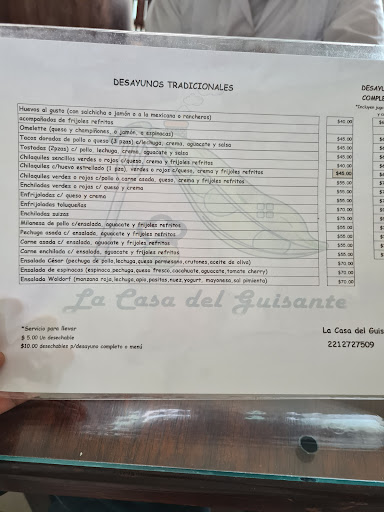 DESAYUNOS TRADICIONALES
DESAYU
COMPLE
*Incluyen jugo
Huevos al gusto (con salchicha o jamón o a la mexicana o rancheros)
acompañados de frijoles refritos $40.00
Omelette (queso y champiñones, o jamón, o espinacas) $45.00
Tacos dorados de pollo o queso (3 pzas) c/lechuga, crema, aguacate y salsa $45.00
Tostadas (2pzas) c/ pollo, lechuga, crema, aguacate y salsa $45.00
Chilaquiles sencillos verdes o rojos c/queso, crema y frijoles refritos $40.00
Chilaquiles c/huevo estrellado (1 pza), verdes o rojos c/queso, crema y frijoles refritos $45.00
Chilaquiles verdes o rojos c/pollo ó carne asada, queso, crema y frijoles refritos $55.00
Enchiladas verdes o rojas c/ queso y crema
Enfrijoladas c/ queso y crema
Enfrijoladas toluqueñas
Enchiladas suizas
Milanesa de pollo c/ensalada, aguacate y frijoles refritos
Pechuga asada c/ ensalada, aguacate y frijoles refritos
Carne asada c/ ensalada, aguacate y frijoles refritos
Carne enchilada c/ ensalada, aguacate y frijoles refritos $55.00
Ensalada César (pechuga de pollo,lechuga,queso parmesano,crutones,aceite de oliva) $70.00
Ensalada de espinacas (espinaca,pechuga,queso fresco,cacahuate,aguacate,tomate cherry) $70.00
Ensalada Waldorf (manzana roja,lechuga,apio,pasitas,nuez,yogurt, mayonesa,sal pimienta) $70.00
La Casa del Guisante
*Servicio para llevar
$ 5.00 Un desechable
$10.00 desechables p/desayuno completo o menú
La Casa del Guis
2212727509